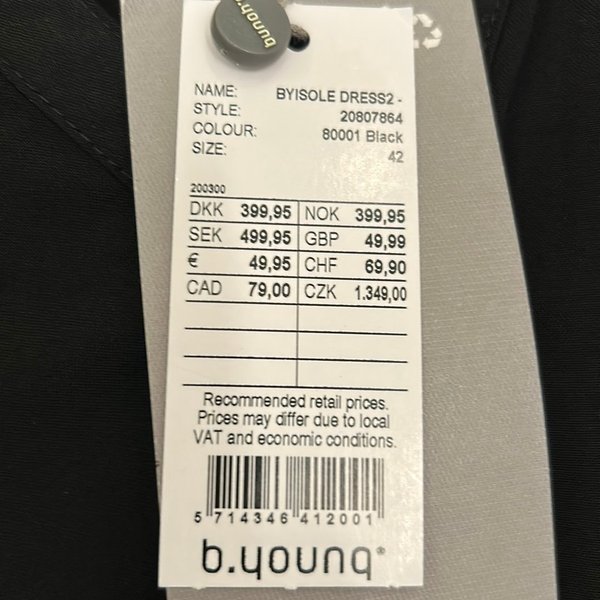 b.young
NAME: BYISOLE DRESS2 -
STYLE: 20807864
COLOUR: 80001 Black
SIZE: 42
200300
DKK 399,95 NOK 399,95
SEK 499,95 GBP 49,99
€ 49,95 CHF 69,90
CAD 79,00 CZK 1.349,00
Recommended retail prices.
Prices may differ due to local
VAT and economic conditions.
5 714346 412001
b.young®